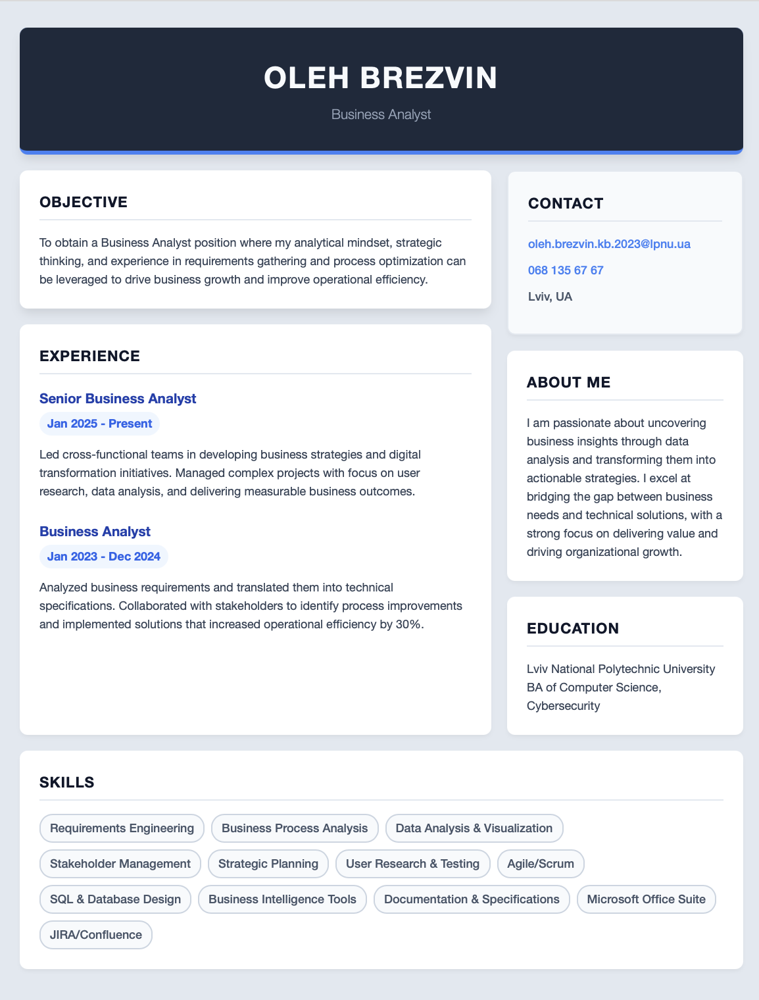 OLEH BREZVIN
Business Analyst
OBJECTIVE
To obtain a Business Analyst position where my analytical mindset, strategic
thinking, and experience in requirements gathering and process optimization can
be leveraged to drive business growth and improve operational efficiency.
CONTACT
oleh.brezvin.kb.2023@lpnu.ua
068 135 67 67
Lviv, UA
EXPERIENCE
Senior Business Analyst
Jan 2025 - Present
Led cross-functional teams in developing business strategies and digital
transformation initiatives. Managed complex projects with focus on user
research, data analysis, and delivering measurable business outcomes.
Business Analyst
Jan 2023 - Dec 2024
Analyzed business requirements and translated them into technical
specifications. Collaborated with stakeholders to identify process improvements
and implemented solutions that increased operational efficiency by 30%.
ABOUT ME
I am passionate about uncovering
business insights through data
analysis and transforming them into
actionable strategies. I excel at
bridging the gap between business
needs and technical solutions, with a
strong focus on delivering value and
driving organizational growth.
EDUCATION
Lviv National Polytechnic University
BA of Computer Science,
Cybersecurity
SKILLS
Requirements Engineering Business Process Analysis Data Analysis & Visualization
Stakeholder Management Strategic Planning User Research & Testing Agile/Scrum
SQL & Database Design Business Intelligence Tools Documentation & Specifications Microsoft Office Suite
JIRA/Confluence